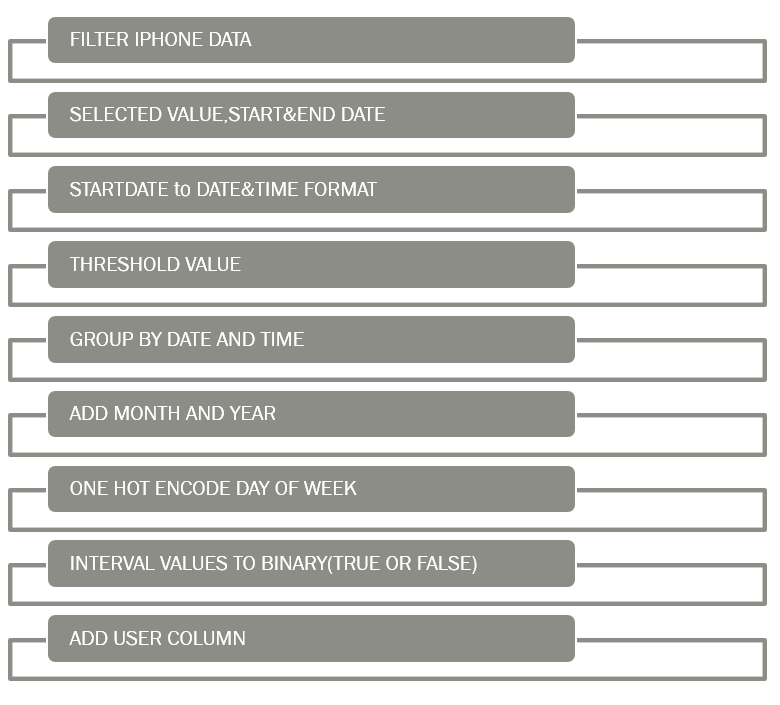 FILTER IPHONE DATA
SELECTED VALUE,START&END DATE
STARTDATE to DATE&TIME FORMAT
THRESHOLD VALUE
GROUP BY DATE AND TIME
ADD MONTH AND YEAR
ONE HOT ENCODE DAY OF WEEK
INTERVAL VALUES TO BINARY(TRUE OR FALSE)
ADD USER COLUMN